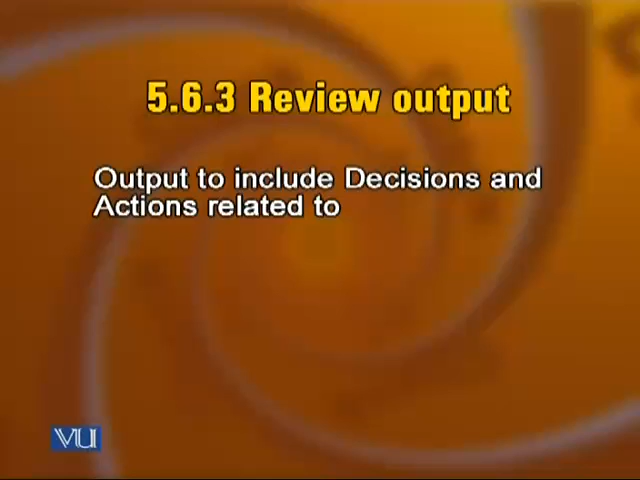 5.6.3 Review output
Output to include Decisions and
Actions related to
VU